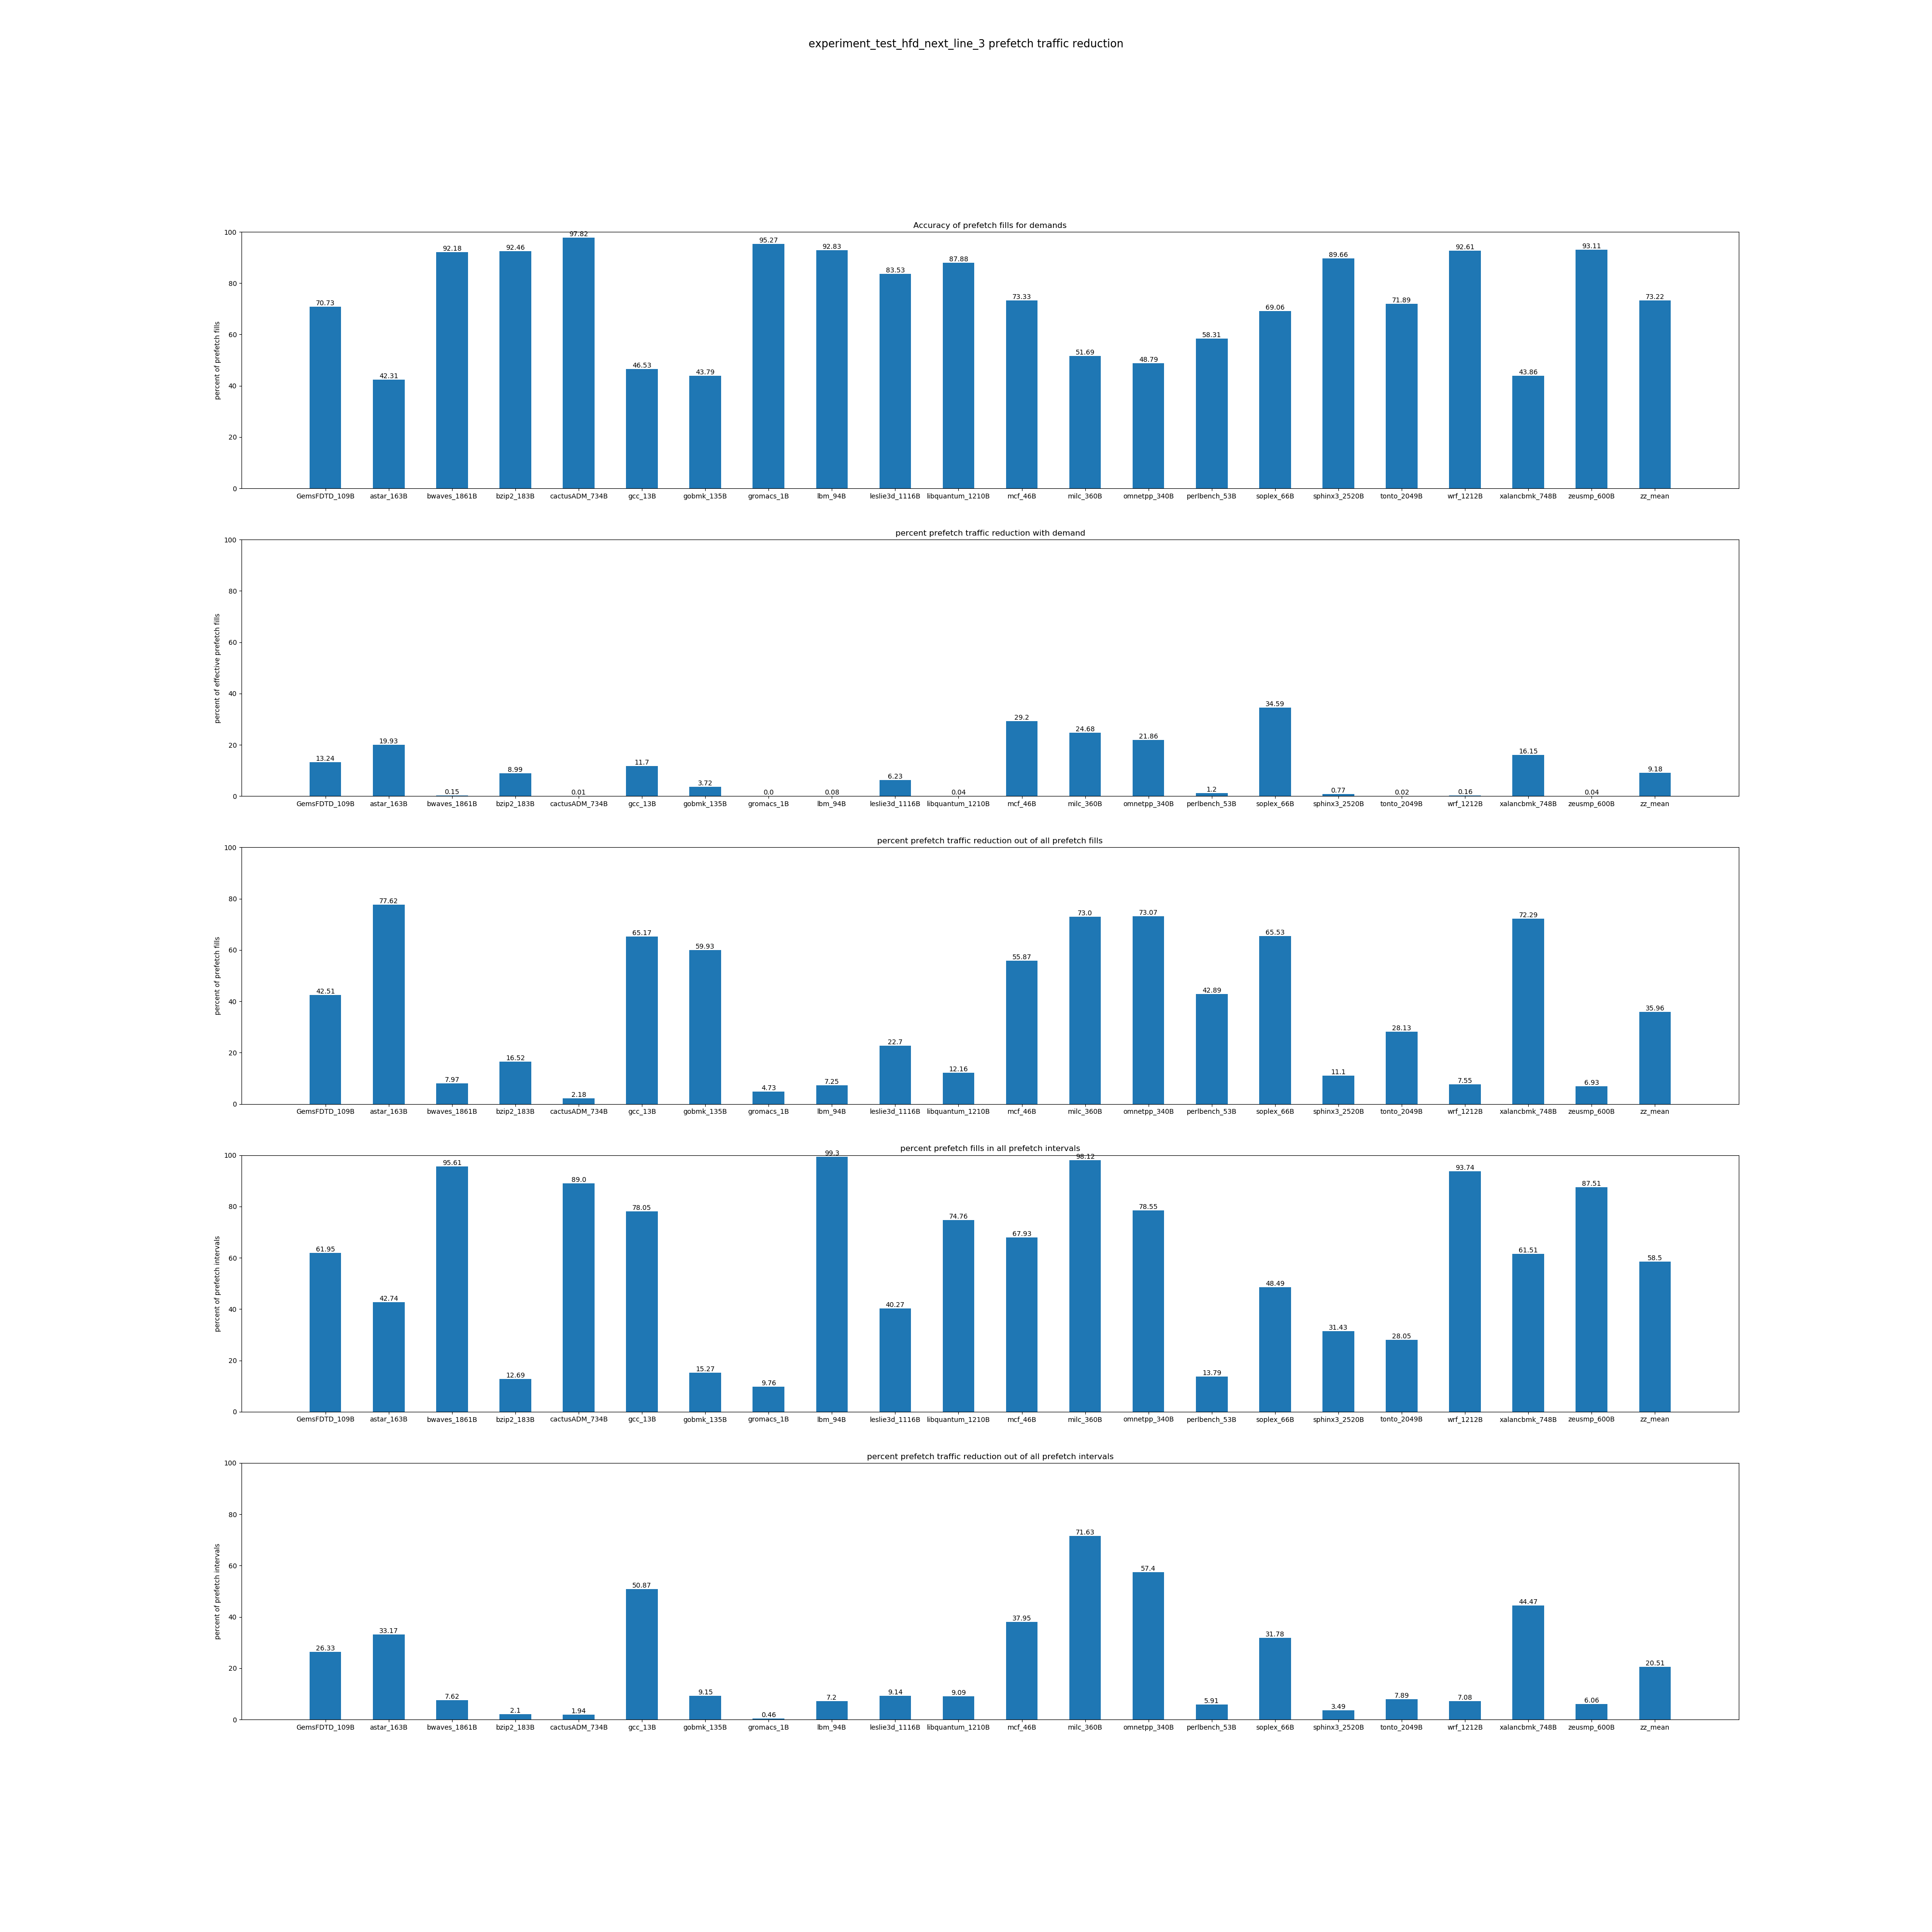 experiment_test_hfd_next_line_3 prefetch traffic reduction
Accuracy of prefetch fills for demands
percent of prefetch fills
100
80
60
40
20
0
70.73 42.31 92.18 92.46 97.82 46.53 43.79 95.27 92.83 83.53 87.88 73.33 51.69 48.79 58.31 69.06 89.66 71.89 92.61 43.86 93.11 73.22
GemsFDTD_109B astar_163B bwaves_1861B bzip2_183B cactusADM_734B gcc_13B gobmk_135B gromacs_1B lbm_94B leslie3d_1116B libquantum_1210B mcf_46B milc_360B omnetpp_340B perlbench_53B soplex_66B sphinx3_2520B tonto_2049B wrf_1212B xalancbmk_748B zeusmp_600B zz_mean
percent prefetch traffic reduction with demand
percent of effective prefetch fills
100
80
60
40
20
0
13.24 19.93 0.15 8.99 0.01 11.7 3.72 0.0 0.08 6.23 0.04 29.2 24.68 21.86 1.2 34.59 0.77 0.02 0.16 16.15 0.04 9.18
GemsFDTD_109B astar_163B bwaves_1861B bzip2_183B cactusADM_734B gcc_13B gobmk_135B gromacs_1B lbm_94B leslie3d_1116B libquantum_1210B mcf_46B milc_360B omnetpp_340B perlbench_53B soplex_66B sphinx3_2520B tonto_2049B wrf_1212B xalancbmk_748B zeusmp_600B zz_mean
percent prefetch traffic reduction out of all prefetch fills
percent of prefetch fills
100
80
60
40
20
0
42.51 77.62 7.97 16.52 2.18 65.17 59.93 4.73 7.25 22.7 12.16 55.87 73.0 73.07 42.89 65.53 11.1 28.13 7.55 72.29 6.93 35.96
GemsFDTD_109B astar_163B bwaves_1861B bzip2_183B cactusADM_734B gcc_13B gobmk_135B gromacs_1B lbm_94B leslie3d_1116B libquantum_1210B mcf_46B milc_360B omnetpp_340B perlbench_53B soplex_66B sphinx3_2520B tonto_2049B wrf_1212B xalancbmk_748B zeusmp_600B zz_mean
percent prefetch fills in all prefetch intervals
percent of prefetch intervals
100
80
60
40
20
0
61.95 42.74 95.61 12.69 89.0 78.05 15.27 9.76 99.3 40.27 74.76 67.93 98.12 78.55 13.79 48.49 31.43 28.05 93.74 61.51 87.51 58.5
GemsFDTD_109B astar_163B bwaves_1861B bzip2_183B cactusADM_734B gcc_13B gobmk_135B gromacs_1B lbm_94B leslie3d_1116B libquantum_1210B mcf_46B milc_360B omnetpp_340B perlbench_53B soplex_66B sphinx3_2520B tonto_2049B wrf_1212B xalancbmk_748B zeusmp_600B zz_mean
percent prefetch traffic reduction out of all prefetch intervals
percent of prefetch intervals
100
80
60
40
20
0
26.33 33.17 7.62 2.1 1.94 50.87 9.15 0.46 7.2 9.14 9.09 37.95 71.63 57.4 5.91 31.78 3.49 7.89 7.08 44.47 6.06 20.51
GemsFDTD_109B astar_163B bwaves_1861B bzip2_183B cactusADM_734B gcc_13B gobmk_135B gromacs_1B lbm_94B leslie3d_1116B libquantum_1210B mcf_46B milc_360B omnetpp_340B perlbench_53B soplex_66B sphinx3_2520B tonto_2049B wrf_1212B xalancbmk_748B zeusmp_600B zz_mean